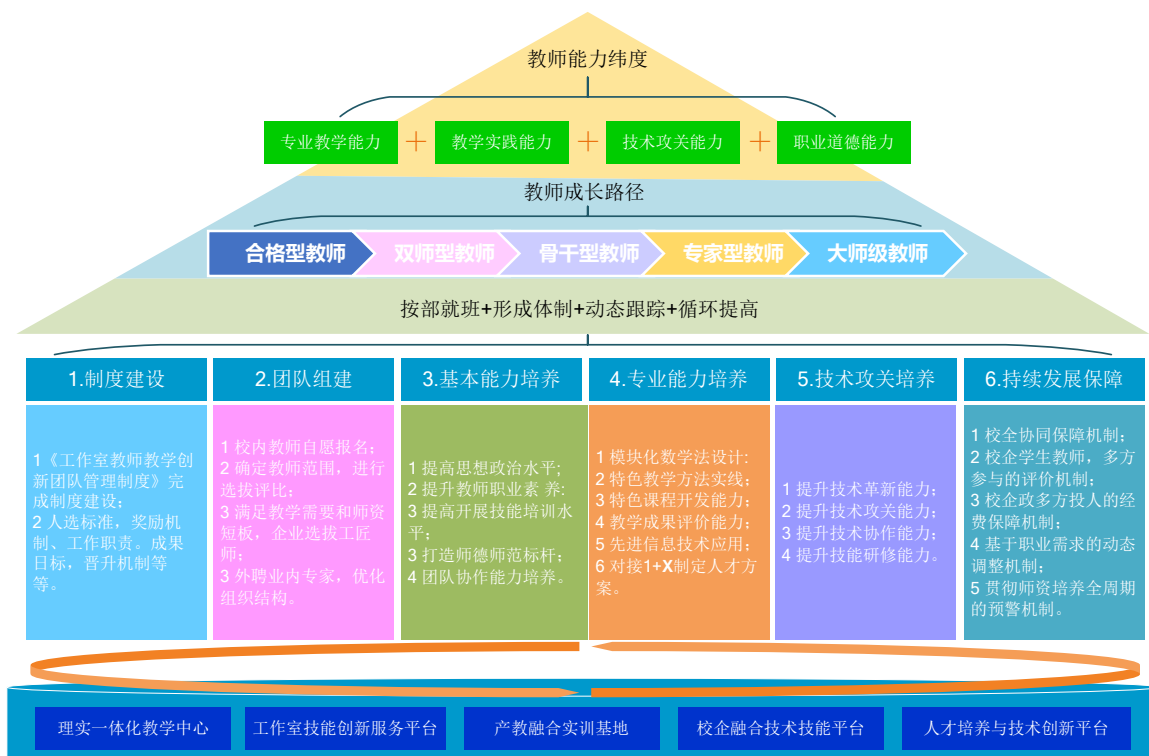 教师能力纬度
专业教学能力 + 教学实践能力 + 技术攻关能力 + 职业道德能力
教师成长路径
合格型教师 双师型教师 骨干型教师 专家型教师 大师级教师
按部就班+形成体制+动态跟踪+循环提高
1.制度建设
1《工作室教师教学创
新团队管理制度》完
成制度建设；
2 人选标准，奖励机
制、工作职责。成果
目标，晋升机制等
等。
2.团队组建
1 校内教师自愿报名；
2 确定教师范围，进行
选拔评比；
3 满足教学需要和师资
短板，企业选拔工匠
师；
3 外聘业内专家，优化
组织结构。
3.基本能力培养
1 提高思想政治水平；
2 提升教师职业素 养：
3 提高开展技能培训水
平；
3 打造师德师范标杆；
4 团队协作能力培养。
4.专业能力培养
1 模块化数学法设计：
2 特色教学方法实线；
3 特色课程开发能力；
4 教学成果评价能力；
5 先进信息技术应用；
6 对接1+X制定人才方
案。
5.技术攻关培养
1 提升技术革新能力；
2 提升技术攻关能力；
3 提升技术协作能力；
4 提升技能研修能力。
6.持续发展保障
1 校全协同保障机制；
2 校企学生教师，多方
参与的评价机制；
3 校企政多方投人的经
费保障机制；
4 基于职业需求的动态
调整机制；
5 贯彻师资培养全周期
的预警机制。
理实一体化教学中心 工作室技能创新服务平台 产教融合实训基地 校企融合技术技能平台 人才培养与技术创新平台